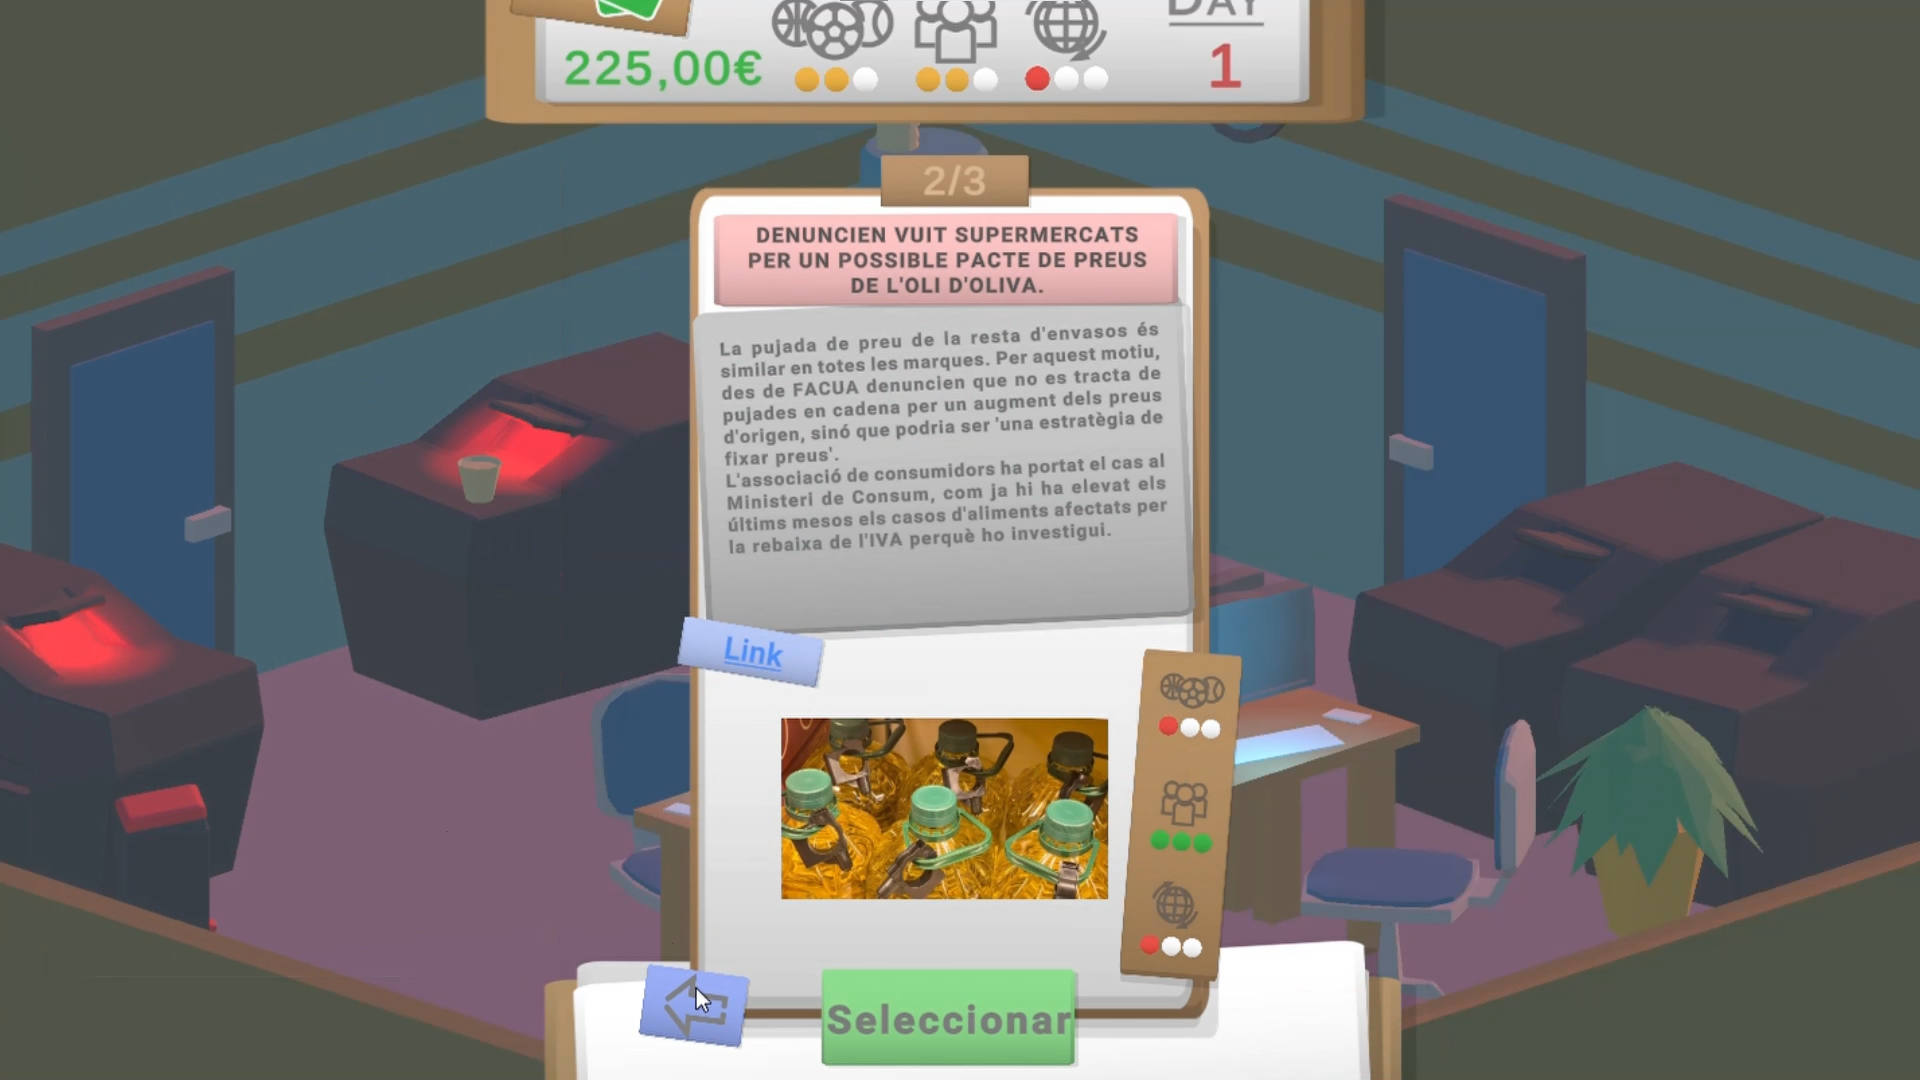 DAY
225,00€
1
2/3
DENUNCIEN VUIT SUPERMERCATS
PER UN POSSIBLE PACTE DE PREUS
DE L'OLI D'OLIVA.
La pujada de preu de la resta d'envasos és
similar en totes les marques. Per aquest motiu,
des de FACUA denuncien que no es tracta de
pujades en cadena per un augment dels preus
d'origen, sinó que podria ser 'una estratègia de
fixar preus'.
L'associació de consumidors ha portat el cas al
Ministeri de Consum, com ja hi ha elevat els
últims mesos els casos d'aliments afectats per
la rebaixa de l'IVA perquè ho investigui.
Link
Seleccionar